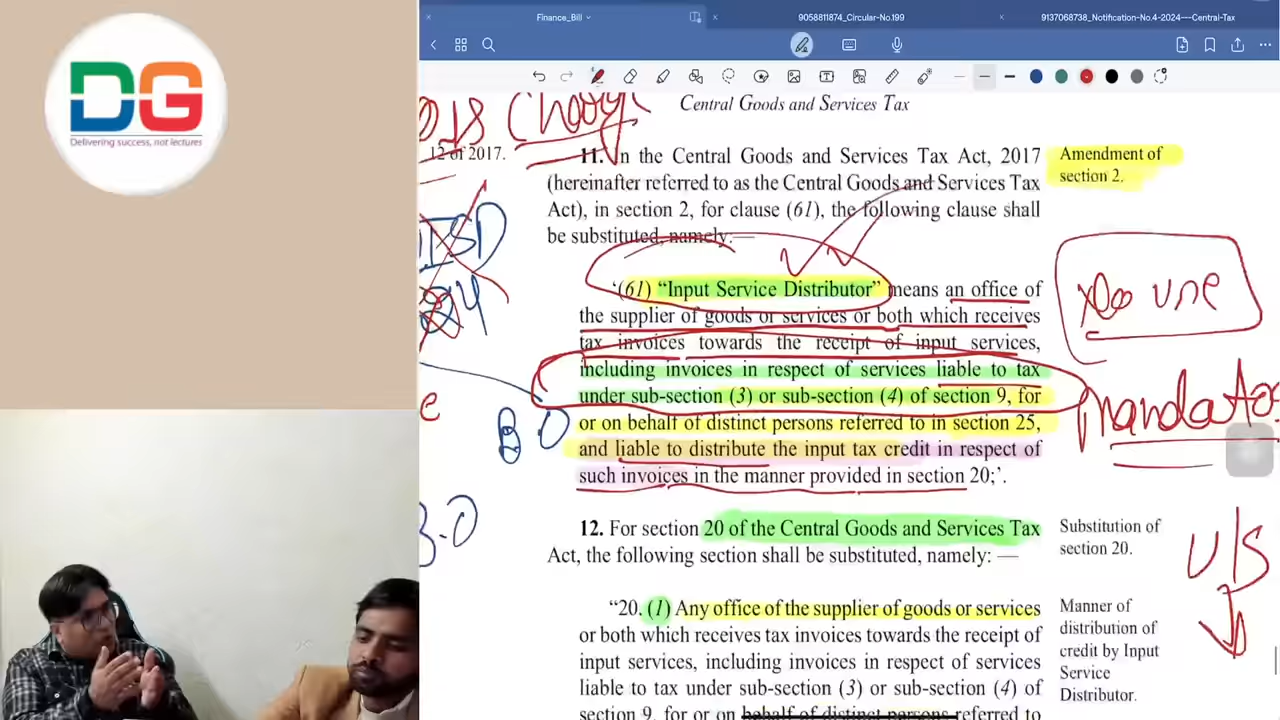 Finance_Bill
9058811874_Circular-No.199
9137068738_Notification-No.4-2024---Central-Tax
DG
Delivering success, not lectures
Central Goods and Services Tax
12 of 2017.
11. In the Central Goods and Services Tax Act, 2017
(hereinafter referred to as the Central Goods and Services Tax
Act), in section 2, for clause (61), the following clause shall
be substituted, namely:—
Amendment of
section 2.
'(61) “Input Service Distributor” means an office of
the supplier of goods or services or both which receives
tax invoices towards the receipt of input services,
including invoices in respect of services liable to tax
under sub-section (3) or sub-section (4) of section 9, for
or on behalf of distinct persons referred to in section 25,
and liable to distribute the input tax credit in respect of
such invoices in the manner provided in section 20;'.
ISD
B.O
B.O
Mandato
U/S
12. For section 20 of the Central Goods and Services Tax
Act, the following section shall be substituted, namely: —
Substitution of
section 20.
“20. (1) Any office of the supplier of goods or services
or both which receives tax invoices towards the receipt of
input services, including invoices in respect of services
liable to tax under sub-section (3) or sub-section (4) of
section 9, for or on behalf of distinct persons referred to
Manner of
distribution of
credit by Input
Service
Distributor.